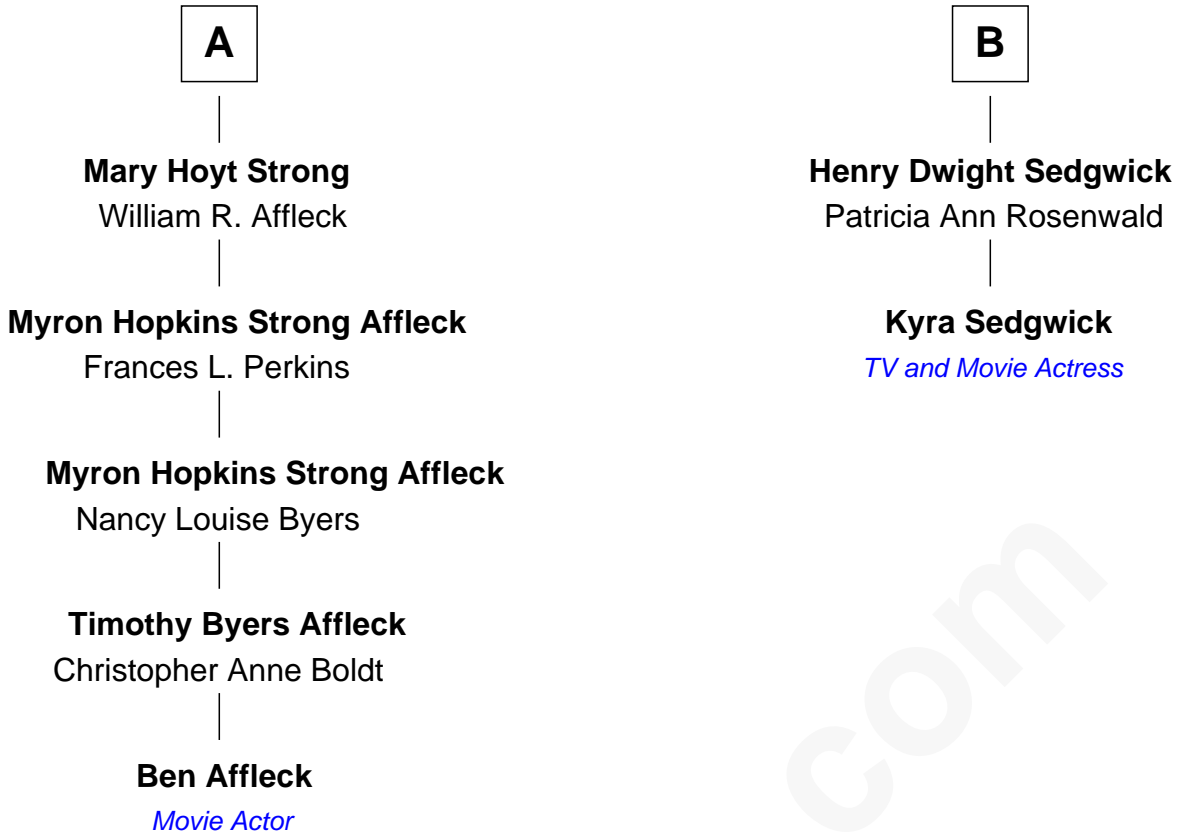 A
Mary Hoyt Strong
William R. Affleck
Myron Hopkins Strong Affleck
Frances L. Perkins
Myron Hopkins Strong Affleck
Nancy Louise Byers
Timothy Byers Affleck
Christopher Anne Boldt
Ben Affleck
Movie Actor
B
Henry Dwight Sedgwick
Patricia Ann Rosenwald
Kyra Sedgwick
TV and Movie Actress
com